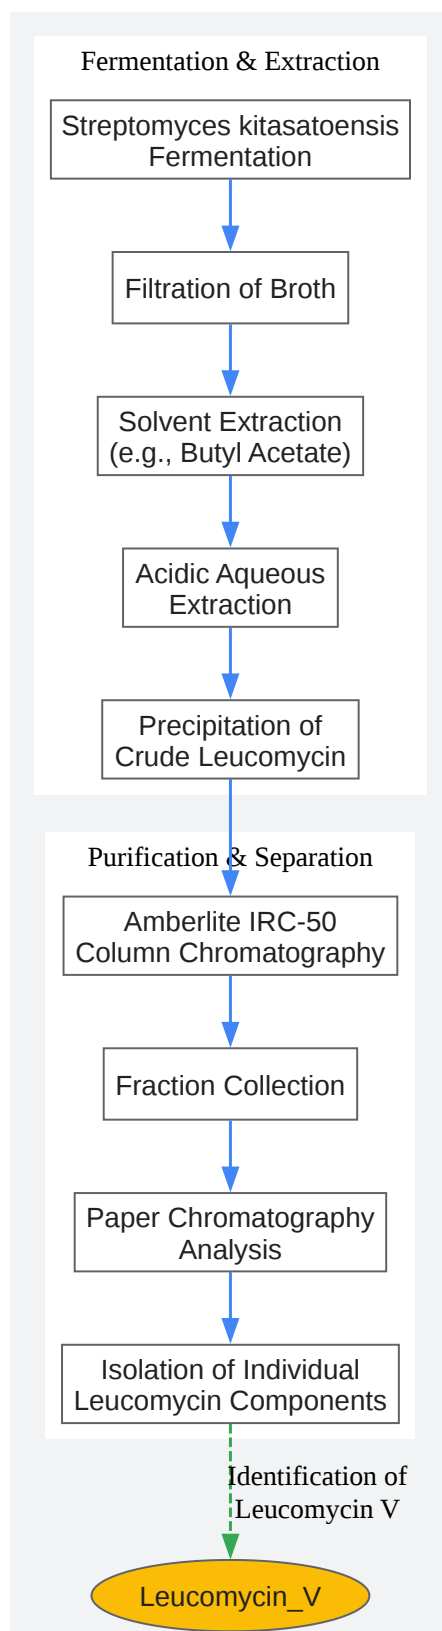 Fermentation & Extraction
Streptomyces kitasatoensis
Fermentation
Filtration of Broth
Solvent Extraction
(e.g., Butyl Acetate)
Acidic Aqueous
Extraction
Precipitation of
Crude Leucomycin
Purification & Separation
Amberlite IRC-50
Column Chromatography
Fraction Collection
Paper Chromatography
Analysis
Isolation of Individual
Leucomycin Components
Identification of
Leucomycin V
Leucomycin_V